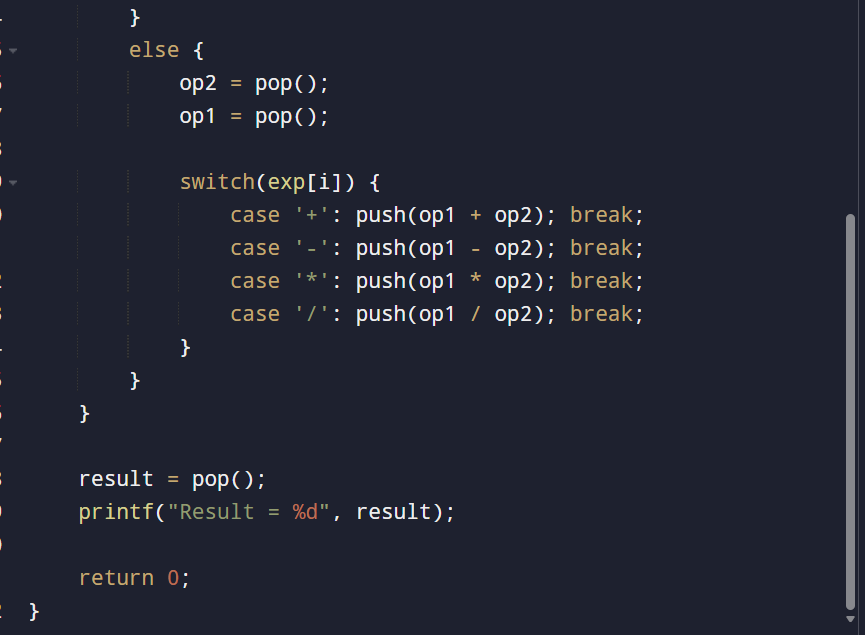 }
else {
op2 = pop();
op1 = pop();
switch(exp[i]) {
case '+': push(op1 + op2); break;
case '-': push(op1 - op2); break;
case '*': push(op1 * op2); break;
case '/': push(op1 / op2); break;
}
}
}
result = pop();
printf("Result = %d", result);
return 0;
}